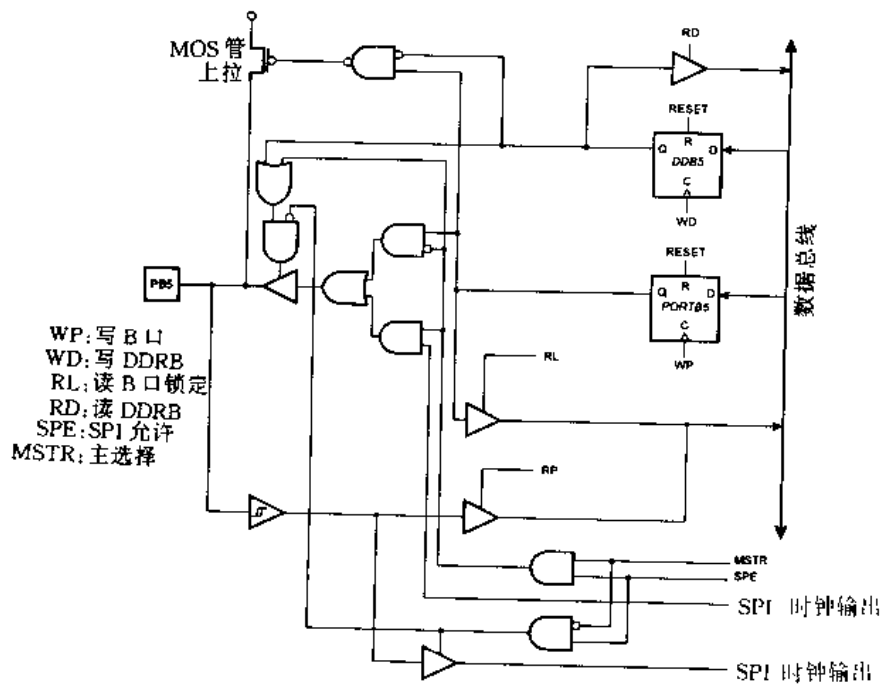 MOS 管
上拉
RD
RESET
Q
R
D
DDB5
C
WD
RESET
Q
R
D
PORTB5
C
WP
数据总线
PB5
WP:写 B 口
WD:写 DDRB
RL:读 B 口锁定
RD:读 DDRB
SPE:SPI 允许
MSTR:主选择
RL
RP
MSTR
SPE
SPI 时钟输出
SPI 时钟输出